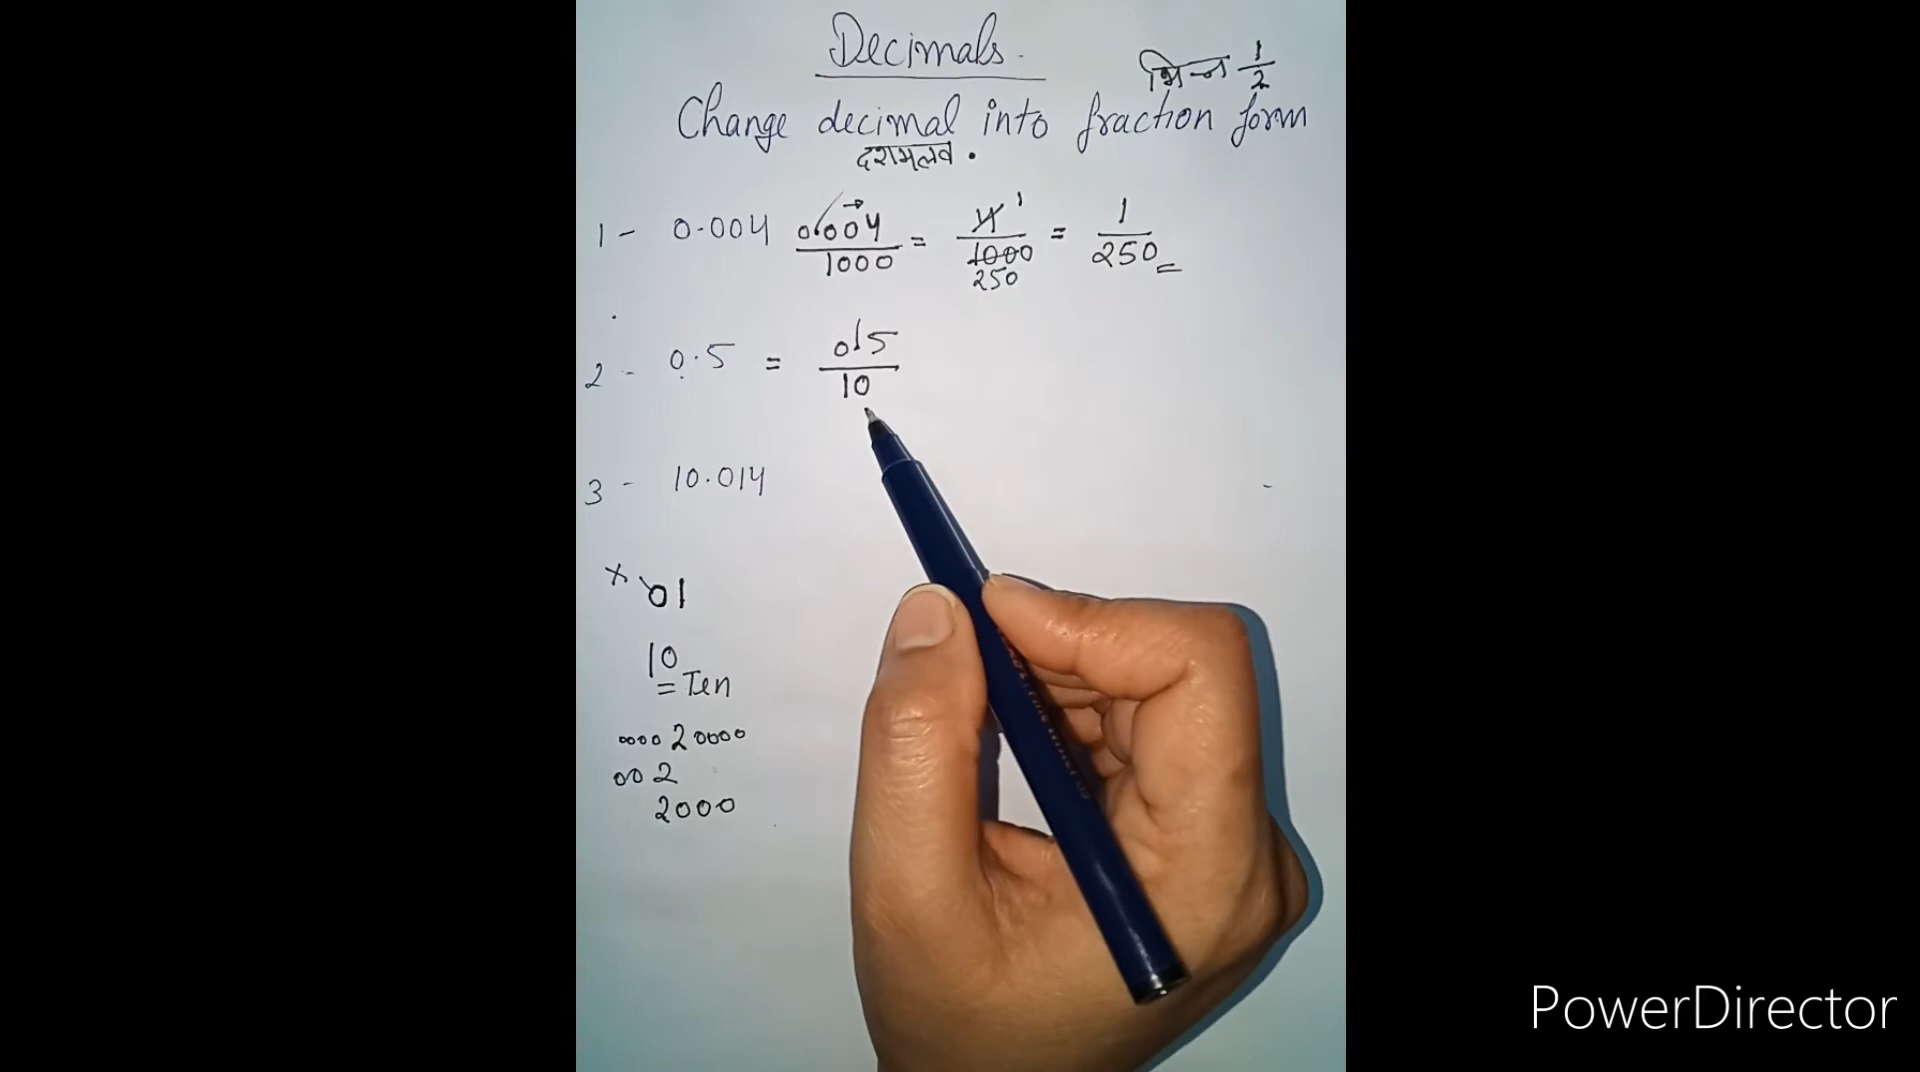 Decimals.
भिन्न 1/2
Change decimal into fraction form
दशमलव .
1 - 0.004 0.004/1000 = 4/1000 1 250 = 1/250
2 - 0.5 = 0.5/10
3 - 10.014
x 01
10
= Ten
0000 2 0000
00 2
2000
PowerDirector